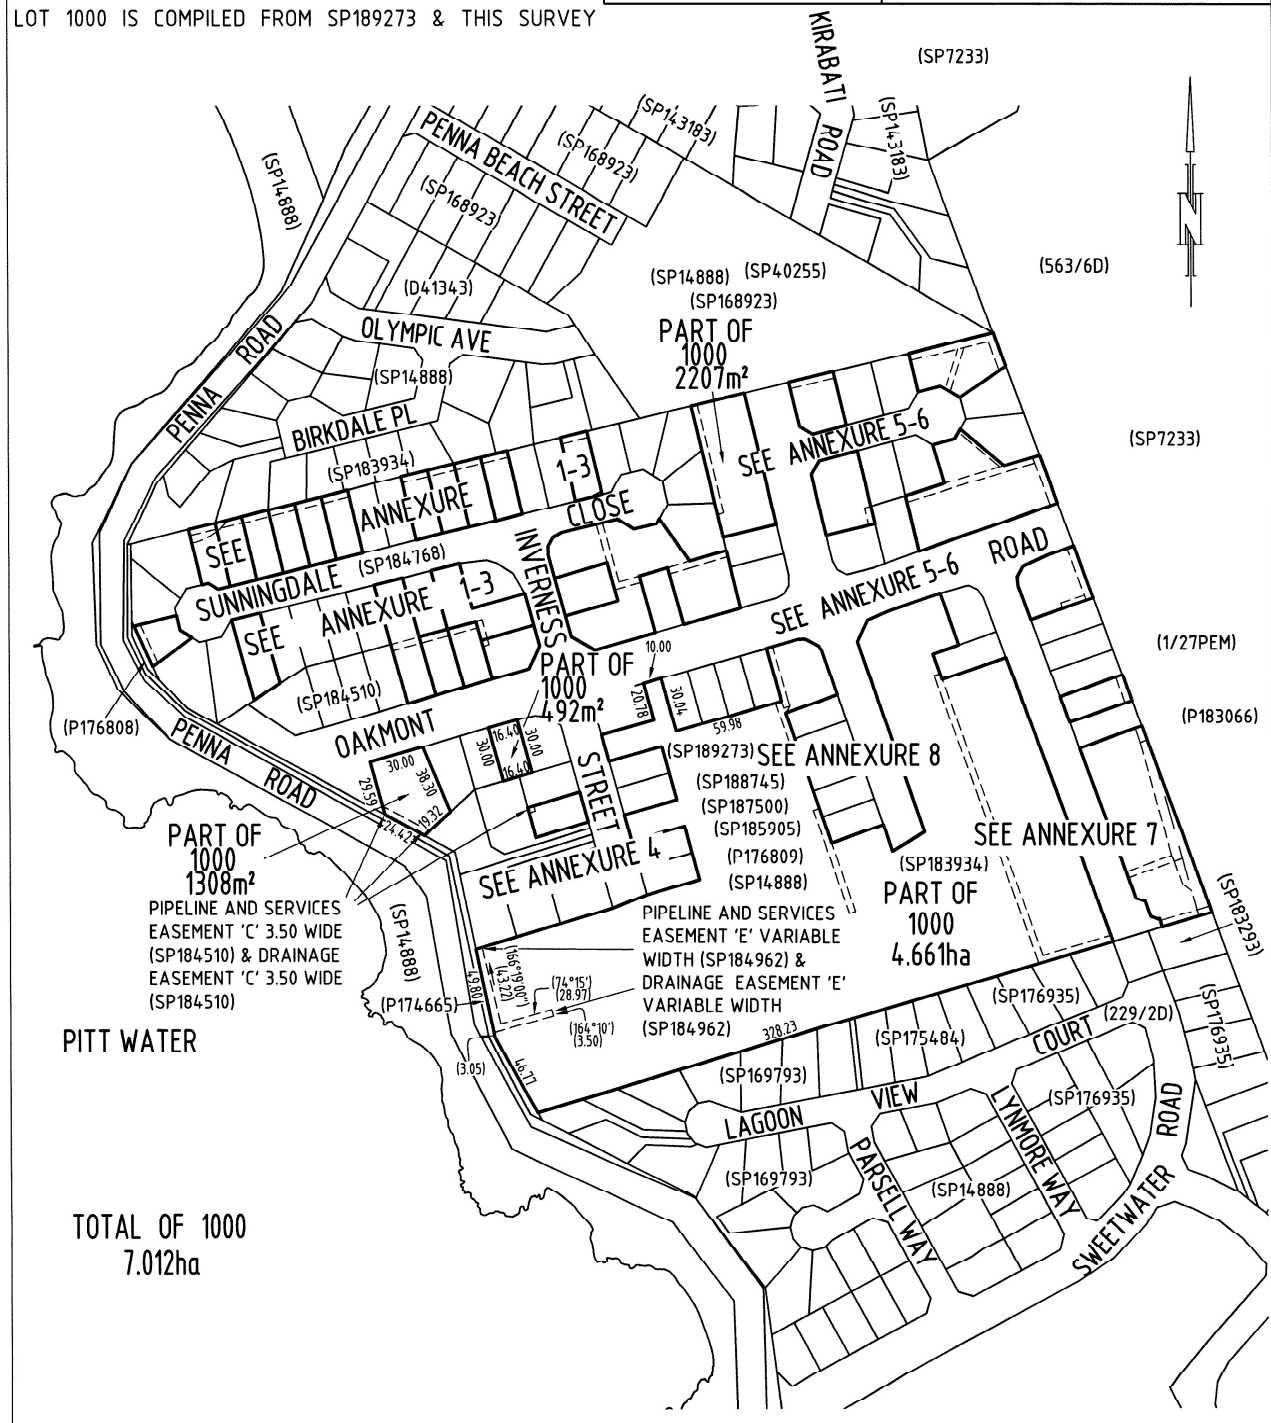 LOT 1000 IS COMPILED FROM SP189273 & THIS SURVEY
KIRABATI ROAD
(SP7233)
(SP143183)
(SP143183)
(SP168923)
PENNA BEACH STREET
(SP168923)
(SP14888)
(563/6D)
N
(SP14888) (SP40255)
(SP168923)
(D41343)
OLYMPIC AVE
PENNA ROAD
(SP14888)
BIRKDALE PL
PART OF
1000
2207m²
SEE ANNEXURE 5-6
(SP7233)
(SP183934)
SEE ANNEXURE 1-3
SUNNINGDALE (SP184768) CLOSE
INVERNESS
ROAD
SEE ANNEXURE 1-3
SEE ANNEXURE 5-6
(1/27PEM)
(P183066)
(SP184510)
OAKMONT
(P176808)
PENNA ROAD
PART OF
1000
492m²
10.00
20.78
30.04
59.98
16.40
30.00
30.00
16.40
30.00
29.59
38.30
19.32
24.42
STREET
(SP189273)
SEE ANNEXURE 8
(SP188745)
(SP187500)
(SP185905)
(P176809)
(SP14888)
SEE ANNEXURE 7
(SP183934)
PART OF
1000
4.661ha
PART OF
1000
1308m²
SEE ANNEXURE 4
PIPELINE AND SERVICES
EASEMENT 'C' 3.50 WIDE
(SP184510) & DRAINAGE
EASEMENT 'C' 3.50 WIDE
(SP184510)
(SP14888)
(P174665)
PIPELINE AND SERVICES
EASEMENT 'E' VARIABLE
WIDTH (SP184962) &
DRAINAGE EASEMENT 'E'
VARIABLE WIDTH
(SP184962)
(166°19'00")
(43.22)
49.80
(74°15')
(28.97)
(164°10')
(3.50)
(3.05)
46.77
328.23
(SP183293)
(SP176935)
(SP176935)
(229/2D)
(SP175484)
(SP169793)
LAGOON VIEW COURT
(SP176935)
PITT WATER
LYNMORE WAY
PARSELL WAY
(SP169793)
(SP14888)
SWEETWATER ROAD
TOTAL OF 1000
7.012ha